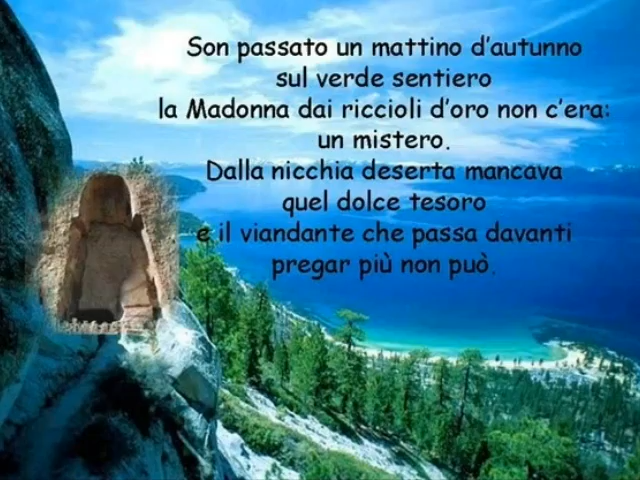 Son passato un mattino d'autunno
sul verde sentiero
la Madonna dai riccioli d'oro non c'era:
un mistero.
Dalla nicchia deserta mancava
quel dolce tesoro
e il viandante che passa davanti
pregar più non può.